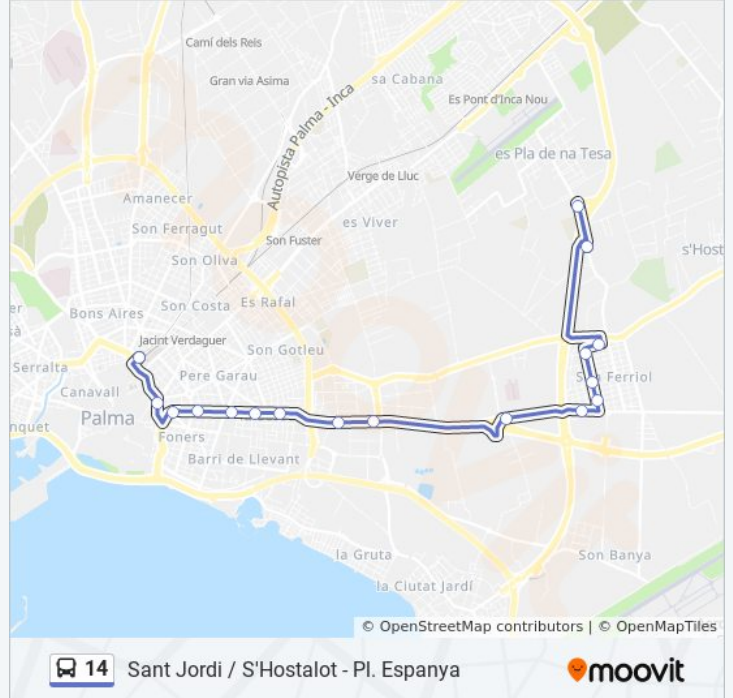 Camí dels Reis
Gran via Asima
sa Cabana
Es Pont d'Inca Nou
Autopista Palma - Inca
es Pla de na Tesa
Verge de Lluc
Amanecer
Son Ferragut
es Viver
Son Fuster
s'Host
Son Oliva
Son Costa
Es Rafal
Bons Aires
Jacint Verdaguer
Son Gotleu
Serralta
Pere Garau
Canavall
Palma
nquet
Foners
Barri de Llevant
la Gruta
Son Banya
la Ciutat Jardí
© OpenStreetMap contributors | © OpenMapTiles
14 Sant Jordi / S'Hostalot - Pl. Espanya
moovit